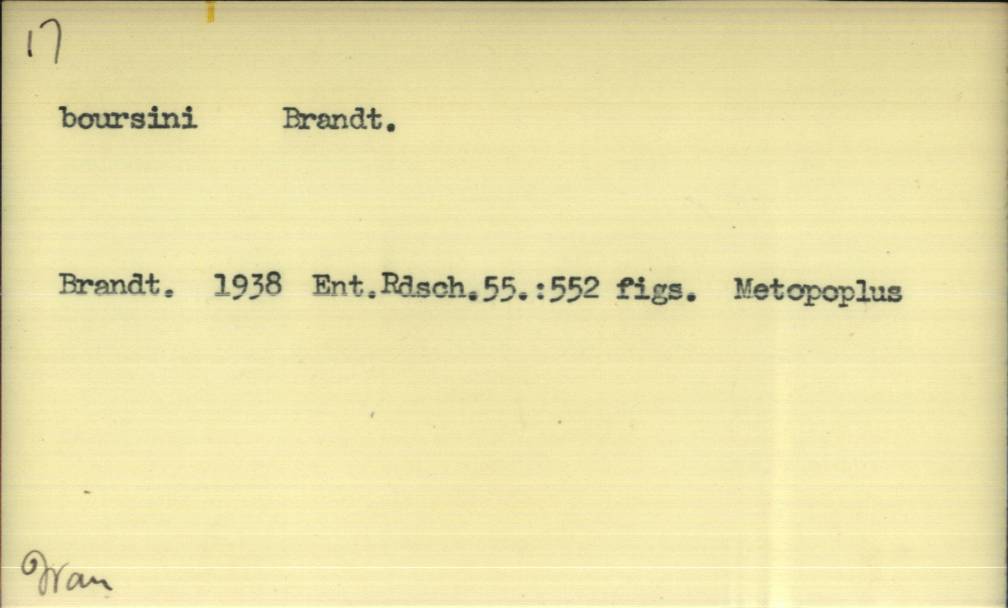 17
boursini Brandt.
Brandt. 1938 Ent.Rdsch.55.:552 figs. Metopoplus
Iran